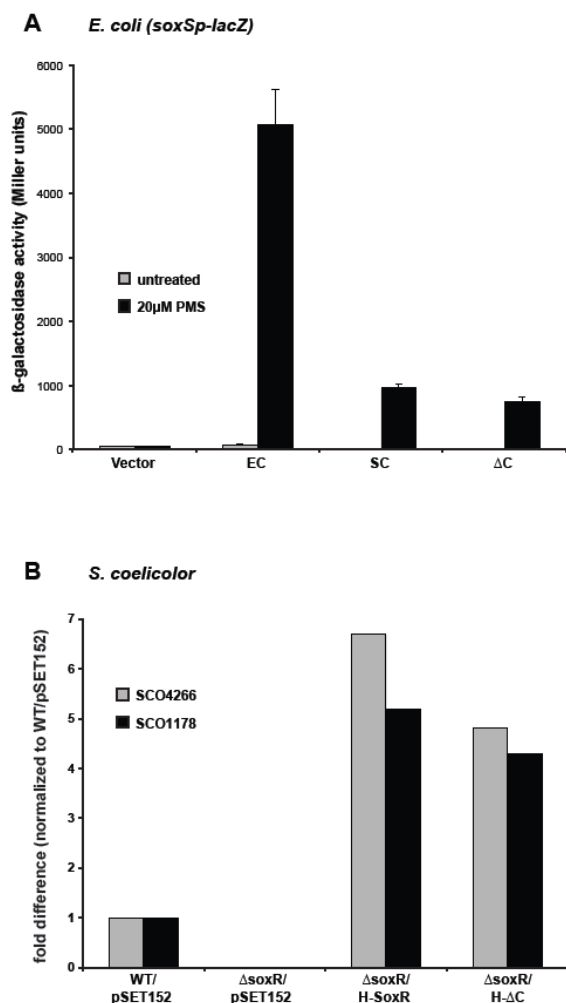 A E. coli (soxSp-lacZ)
ß-galactosidase activity (Miller units)
6000
5000
4000
3000
2000
1000
0
untreated
20µM PMS
Vector EC SC ΔC
B S. coelicolor
fold difference (normalized to WT/pSET152)
7
6
5
4
3
2
1
0
SCO4266
SCO1178
WT/ ΔsoxR/ ΔsoxR/ ΔsoxR/
pSET152 pSET152 H-SoxR H-ΔC